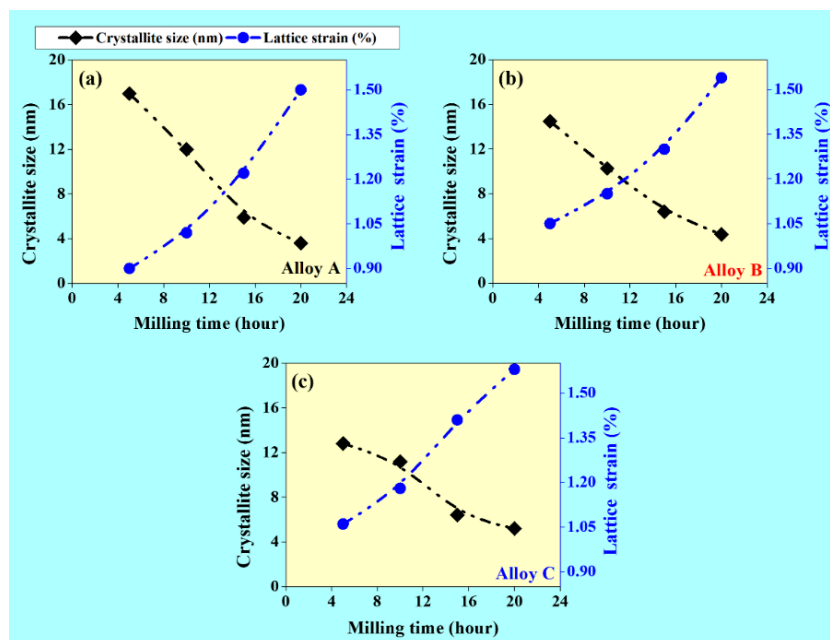 Crystallite size (nm) Lattice strain (%)
(a)
Crystallite size (nm)
20
16
12
8
4
0
1.50
1.35
1.20
1.05
0.90
Lattice strain (%)
Alloy A
0 4 8 12 16 20 24
Milling time (hour)
(b)
Crystallite size (nm)
20
16
12
8
4
0
1.50
1.35
1.20
1.05
0.90
Lattice strain (%)
Alloy B
0 4 8 12 16 20 24
Milling time (hour)
(c)
Crystallite size (nm)
20
16
12
8
4
0
1.50
1.35
1.20
1.05
0.90
Lattice strain (%)
Alloy C
0 4 8 12 16 20 24
Milling time (hour)